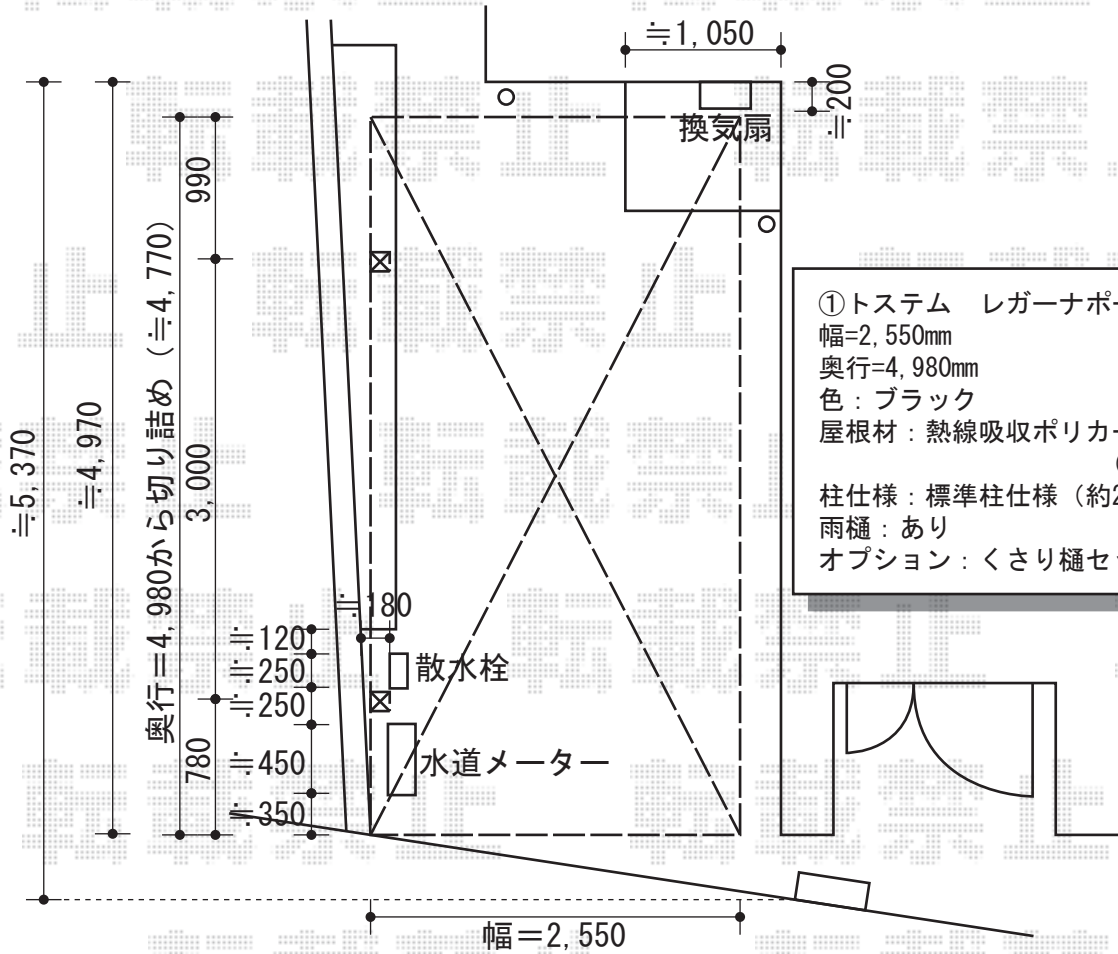 ≒1,050
≒200
換気扇
990
3,000
780
奥行=4,980から切り詰め(≒4,770)
≒4,970
≒5,370
①トステム レガーナポー
幅=2,550mm
奥行=4,980mm
色:ブラック
屋根材:熱線吸収ポリカー
柱仕様:標準柱仕様(約2
雨樋:あり
オプション:くさり樋セッ
≒180
≒120
≒250
≒250
≒450
≒350
散水栓
水道メーター
幅=2,550
転載禁止